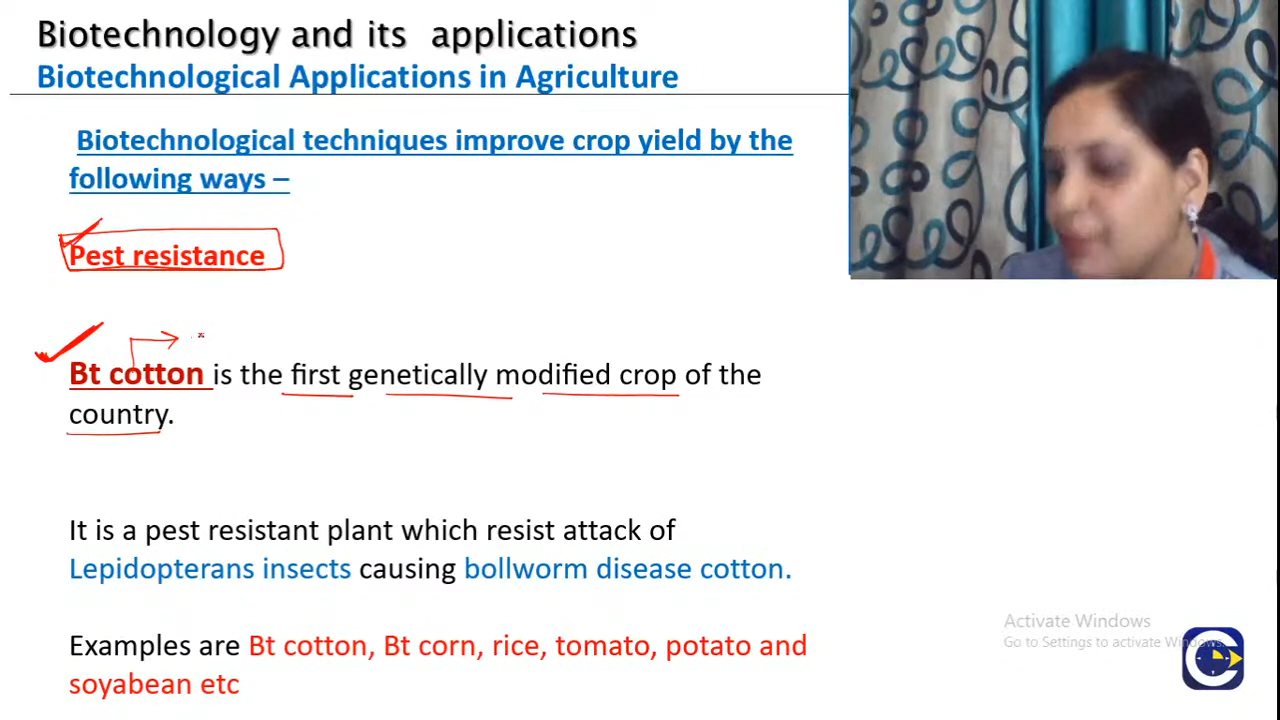 Biotechnology and its applications
Biotechnological Applications in Agriculture
Biotechnological techniques improve crop yield by the
following ways –
Pest resistance
Bt cotton is the first genetically modified crop of the
country.
It is a pest resistant plant which resist attack of
Lepidopterans insects causing bollworm disease cotton.
Examples are Bt cotton, Bt corn, rice, tomato, potato and
soyabean etc
Activate Windows
Go to Settings to activate Windows.